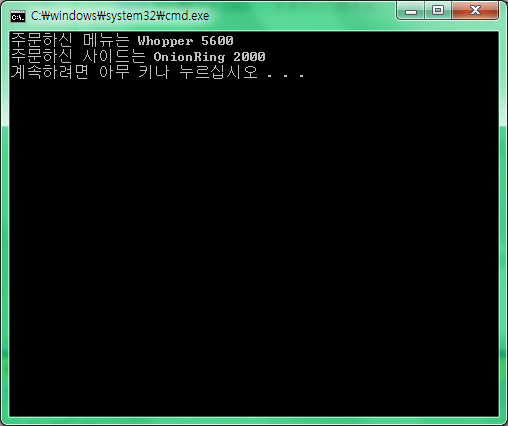 C:₩windows₩system32₩cmd.exe
주문하신 메뉴는 Whopper 5600
주문하신 사이드는 OnionRing 2000
계속하려면 아무 키나 누르십시오 . . .